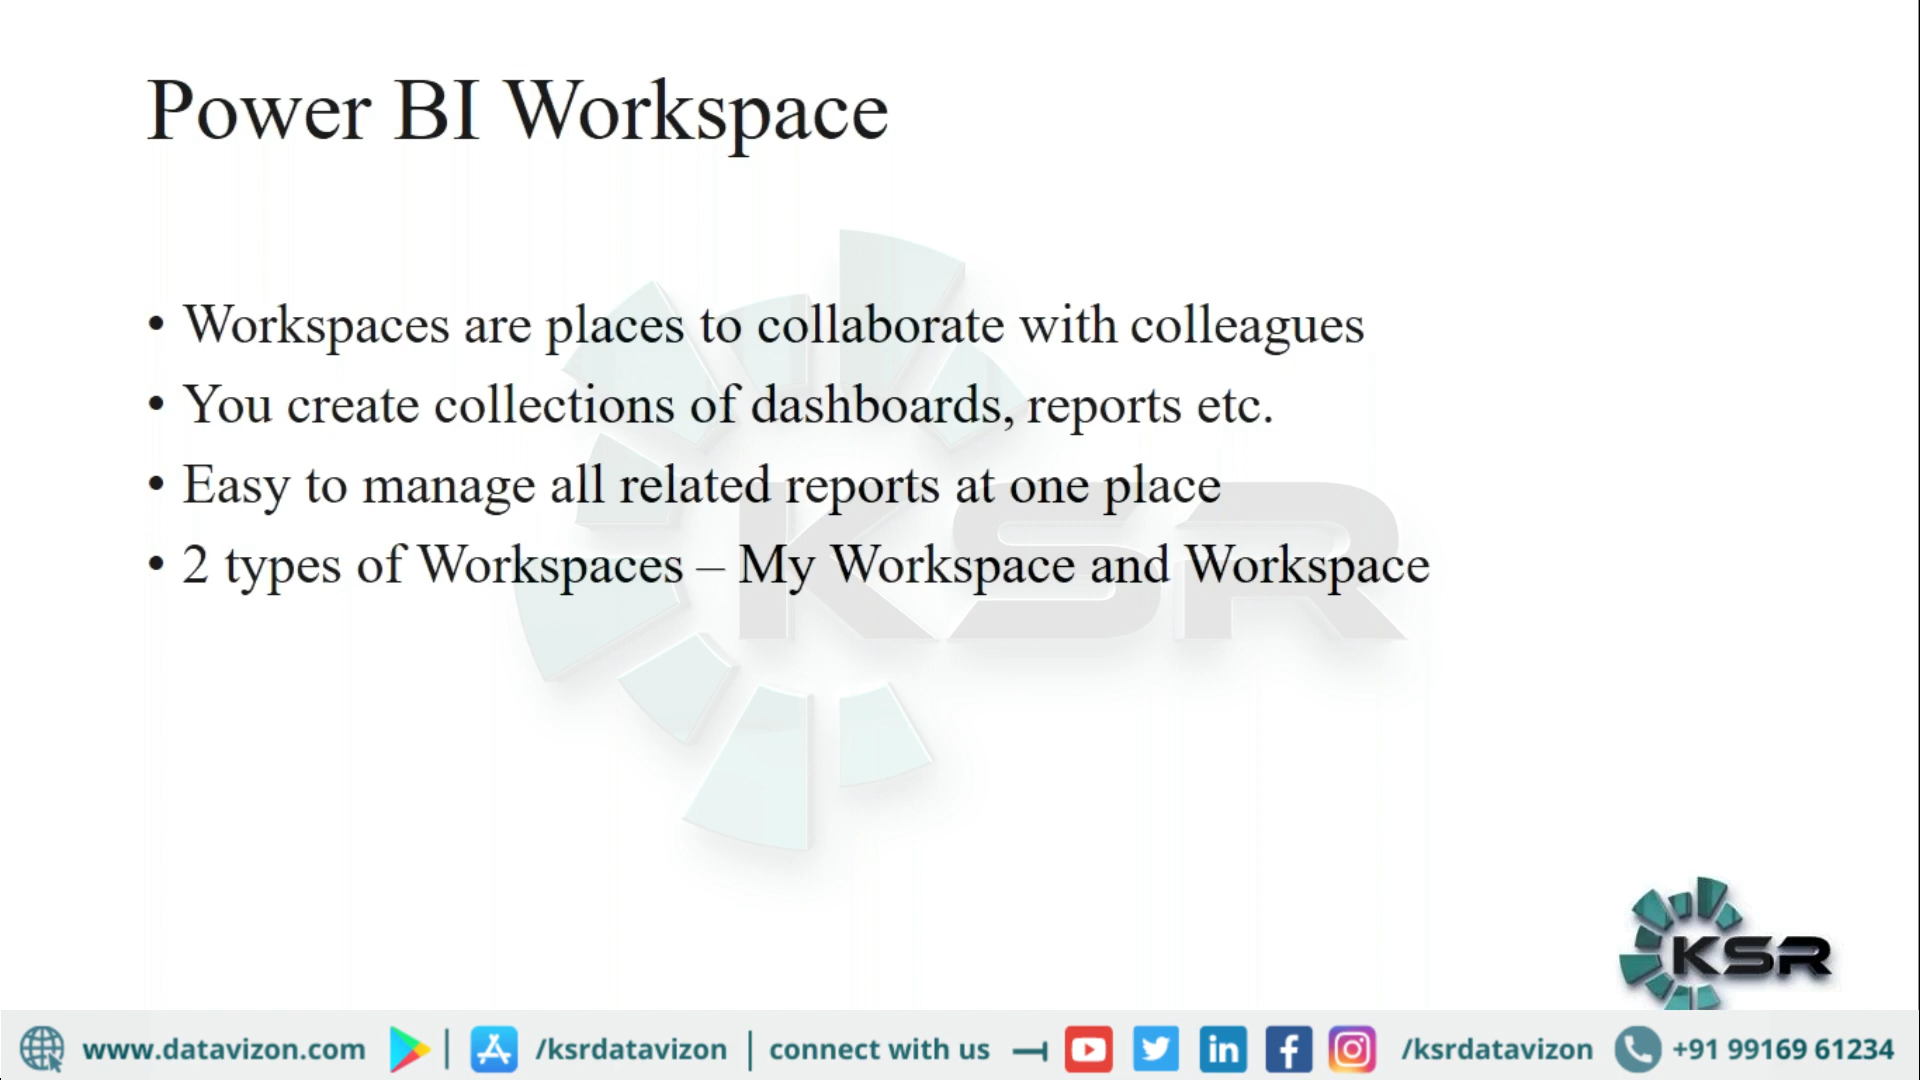 Power BI Workspace
• Workspaces are places to collaborate with colleagues
• You create collections of dashboards, reports etc.
• Easy to manage all related reports at one place
• 2 types of Workspaces – My Workspace and Workspace
KSR
KSR
www.datavizon.com | /ksrdatavizon | connect with us /ksrdatavizon +91 99169 61234